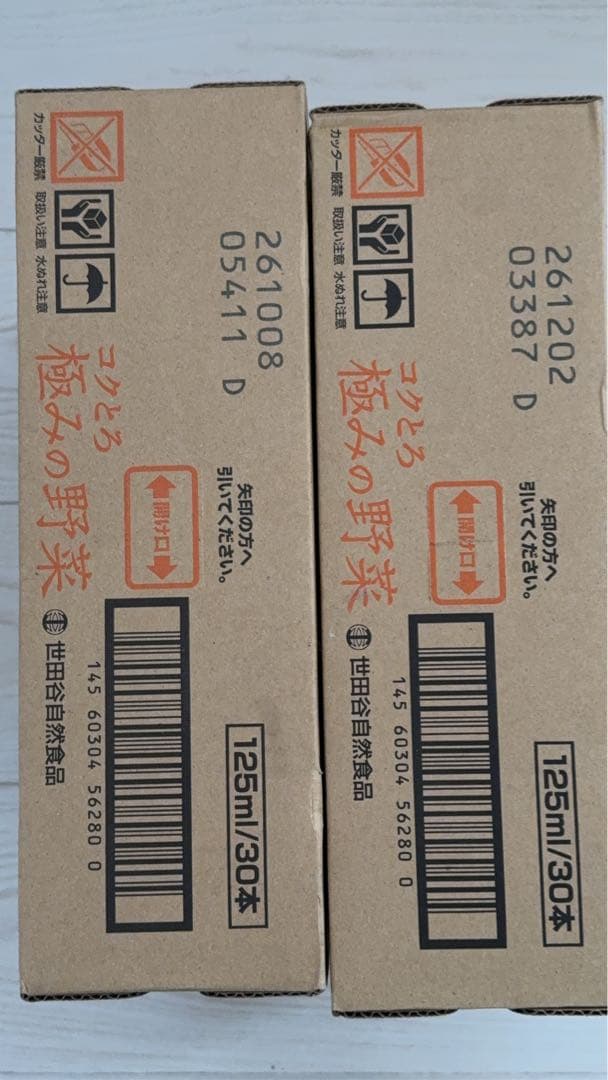 カッター厳禁
取扱い注意
水ぬれ注意
261008
05411 D
コクとろ
極みの野菜
開け口
矢印の方へ
引いてください。
世田谷自然食品
145 60304 56280 0
125ml/30本
カッター厳禁
取扱い注意
水ぬれ注意
261202
03387 D
コクとろ
極みの野菜
開け口
矢印の方へ
引いてください。
世田谷自然食品
145 60304 56280 0
125ml/30本